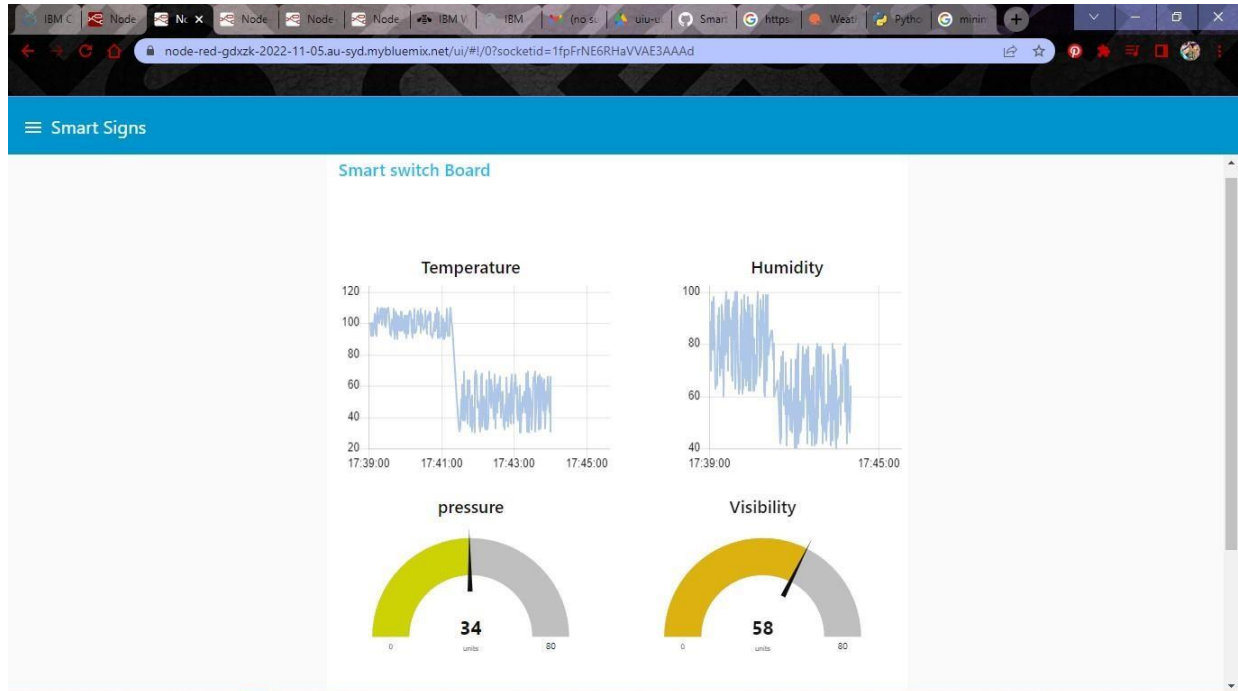 IBM C Node Nc Node Node Node IBM V IBM (no su uiu-u Smar https: Weat Pytho minin
node-red-gdxzk-2022-11-05.au-syd.mybluemix.net/ui/#!/0?socketid=1fpFrNE6RHaVVAE3AAAd
Smart Signs
Smart switch Board
Temperature
120
100
80
60
40
20
17:39:00 17:41:00 17:43:00 17:45:00
Humidity
100
80
60
40
17:39:00 17:45:00
pressure
34
0 units 80
Visibility
58
0 units 80